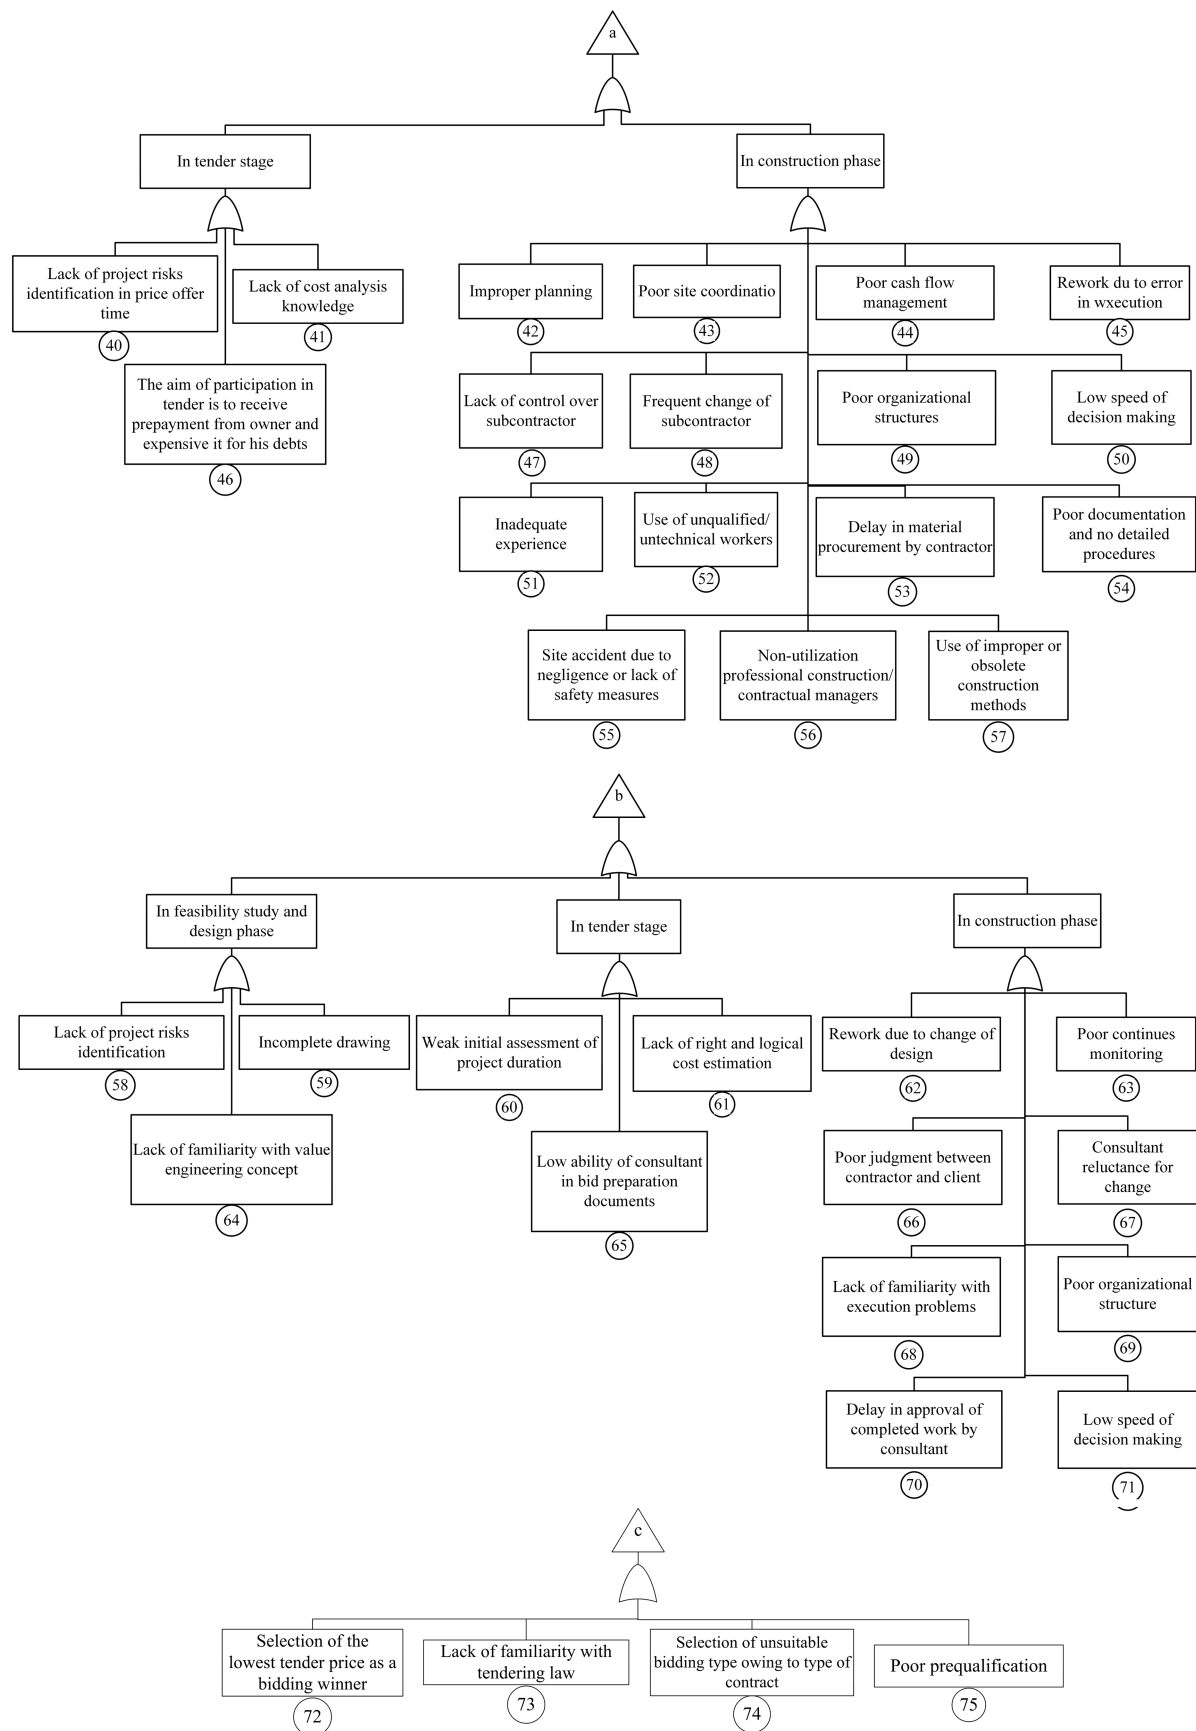 a
In tender stage
In construction phase
Lack of project risks
identification in price offer
time
40
Lack of cost analysis
knowledge
41
The aim of participation in
tender is to receive
prepayment from owner and
expensive it for his debts
46
Improper planning
42
Poor site coordinatio
43
Poor cash flow
management
44
Rework du to error
in wxecution
45
Lack of control over
subcontractor
47
Frequent change of
subcontractor
48
Poor organizational
structures
49
Low speed of
decision making
50
Inadequate
experience
51
Use of unqualified/
untechnical workers
52
Delay in material
procurement by contractor
53
Poor documentation
and no detailed
procedures
54
Site accident due to
negligence or lack of
safety measures
55
Non-utilization
professional construction/
contractual managers
56
Use of improper or
obsolete
construction
methods
57
b
In feasibility study and
design phase
In tender stage
In construction phase
Lack of project risks
identification
58
Incomplete drawing
59
Lack of familiarity with value
engineering concept
64
Weak initial assessment of
project duration
60
Lack of right and logical
cost estimation
61
Low ability of consultant
in bid preparation
documents
65
Rework due to change of
design
62
Poor continues
monitoring
63
Poor judgment between
contractor and client
66
Consultant
reluctance for
change
67
Lack of familiarity with
execution problems
68
Poor organizational
structure
69
Delay in approval of
completed work by
consultant
70
Low speed of
decision making
71
c
Selection of the
lowest tender price as a
bidding winner
72
Lack of familiarity with
tendering law
73
Selection of unsuitable
bidding type owing to type of
contract
74
Poor prequalification
75